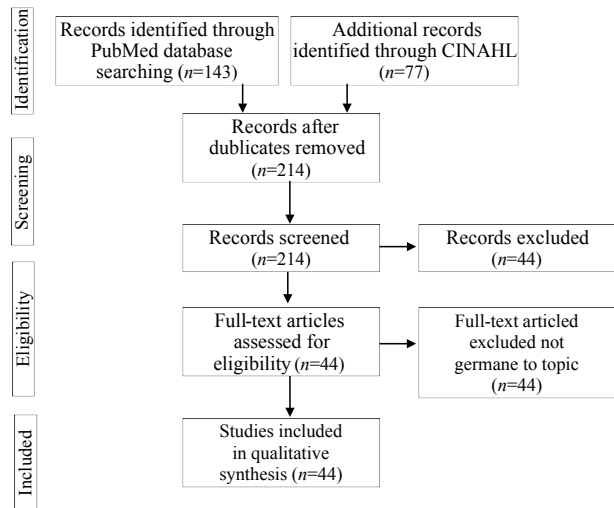 Identification
Records identified through
PubMed database
searching (n=143)
Additional records
identified through CINAHL
(n=77)
Records after
dublicates removed
(n=214)
Screening
Records screened
(n=214)
Records excluded
(n=44)
Eligibility
Full-text articles
assessed for
eligibility (n=44)
Full-text articled
excluded not
germane to topic
(n=44)
Included
Studies included
in qualitative
synthesis (n=44)